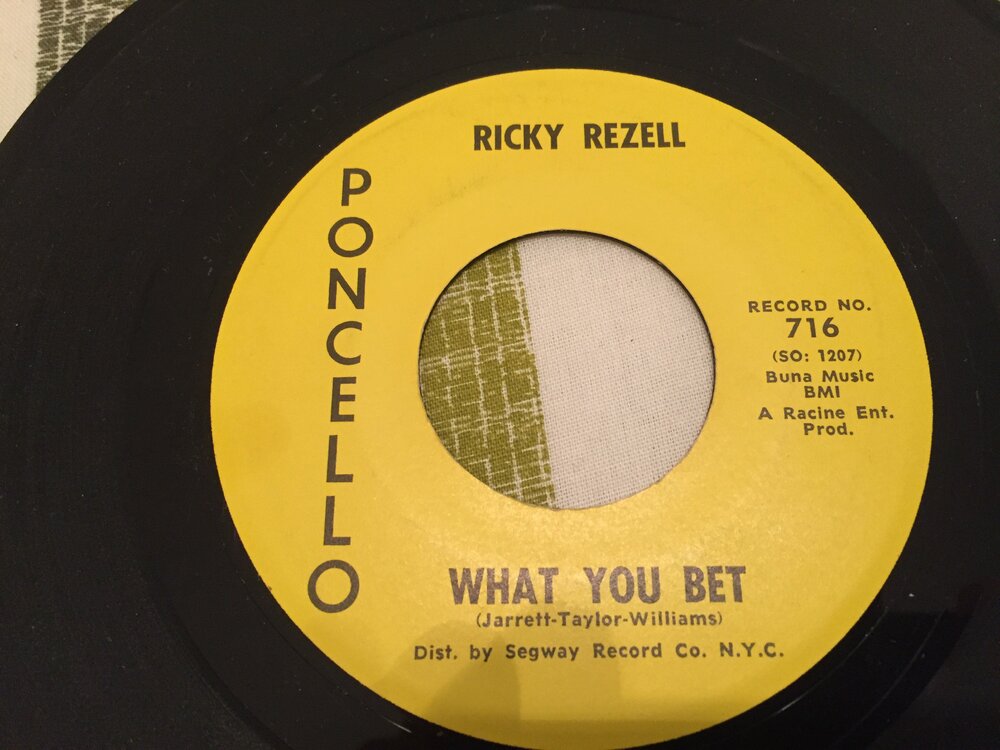 RICKY REZELL
PONCELLO
RECORD NO.
716
(SO: 1207)
Buna Music
BMI
A Racine Ent.
Prod.
WHAT YOU BET
(Jarrett-Taylor-Williams)
Dist. by Segway Record Co. N.Y.C.